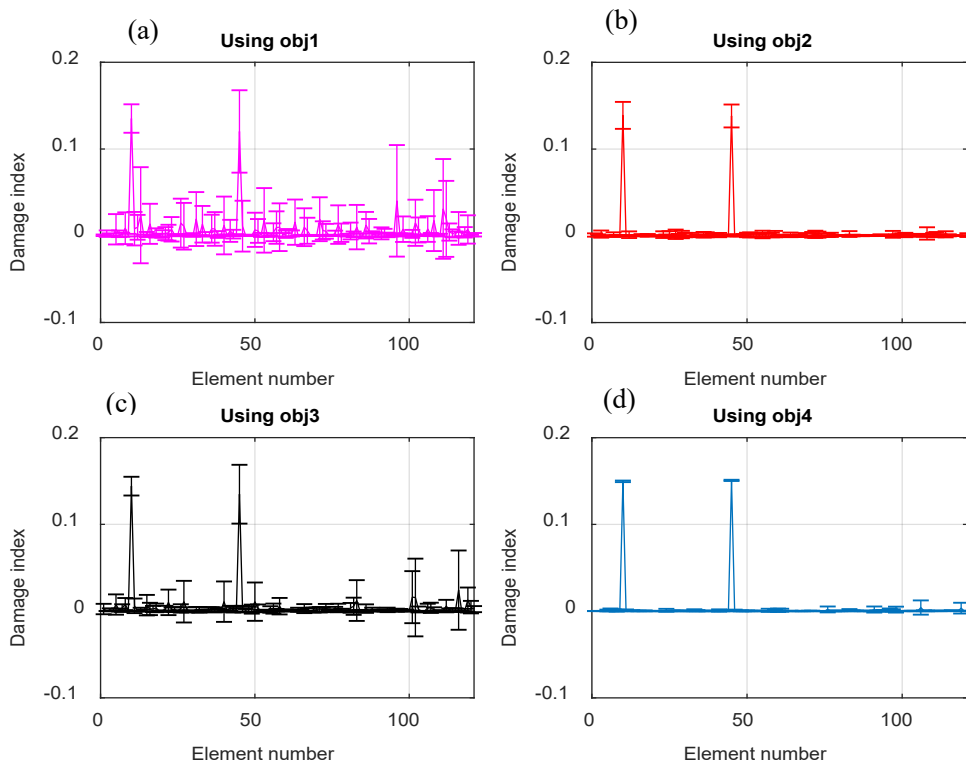 (a)
Using obj1
0.2
0.1
0
-0.1
0
50
100
Damage index
Element number
(b)
Using obj2
0.2
0.1
0
-0.1
0
50
100
Damage index
Element number
(c)
Using obj3
0.2
0.1
0
-0.1
0
50
100
Damage index
Element number
(d)
Using obj4
0.2
0.1
0
-0.1
0
50
100
Damage index
Element number